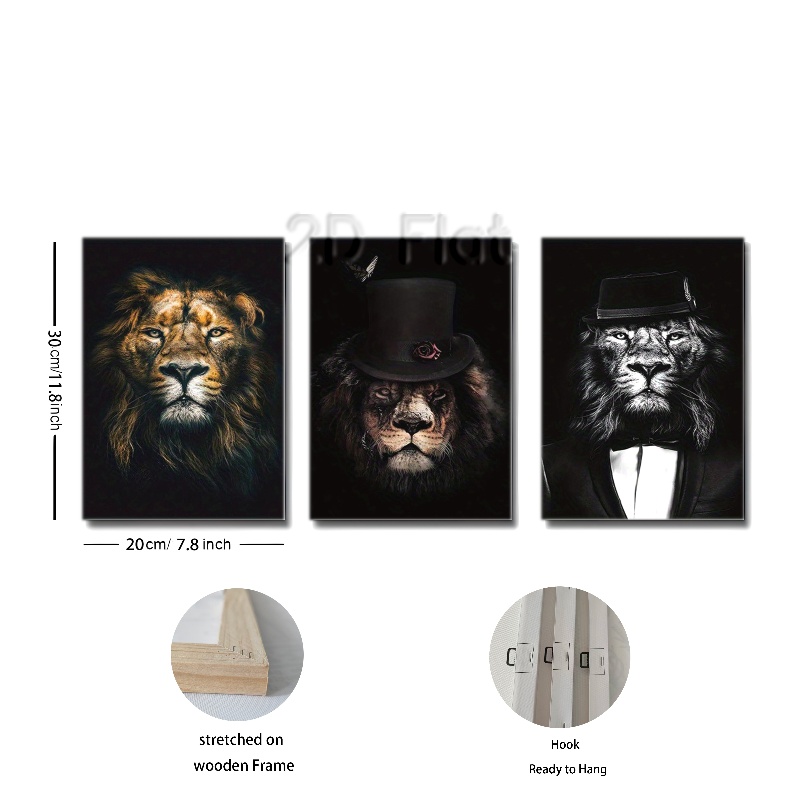 2D Flat
30cm/11.8inch
20cm/ 7.8 inch
stretched on
wooden Frame
Hook
Ready to Hang